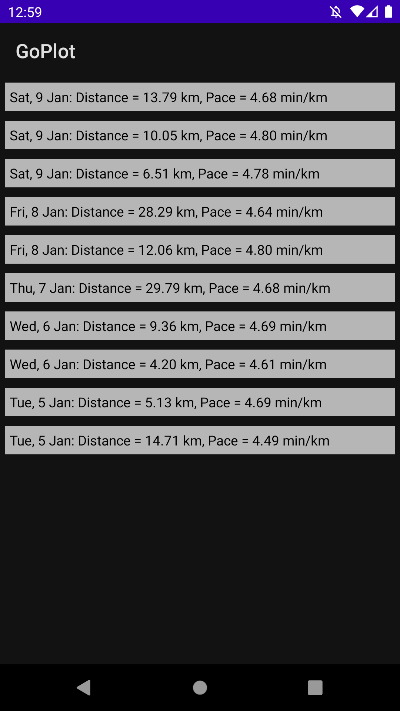 12:59
GoPlot
Sat, 9 Jan: Distance = 13.79 km, Pace = 4.68 min/km
Sat, 9 Jan: Distance = 10.05 km, Pace = 4.80 min/km
Sat, 9 Jan: Distance = 6.51 km, Pace = 4.78 min/km
Fri, 8 Jan: Distance = 28.29 km, Pace = 4.64 min/km
Fri, 8 Jan: Distance = 12.06 km, Pace = 4.80 min/km
Thu, 7 Jan: Distance = 29.79 km, Pace = 4.68 min/km
Wed, 6 Jan: Distance = 9.36 km, Pace = 4.69 min/km
Wed, 6 Jan: Distance = 4.20 km, Pace = 4.61 min/km
Tue, 5 Jan: Distance = 5.13 km, Pace = 4.69 min/km
Tue, 5 Jan: Distance = 14.71 km, Pace = 4.49 min/km